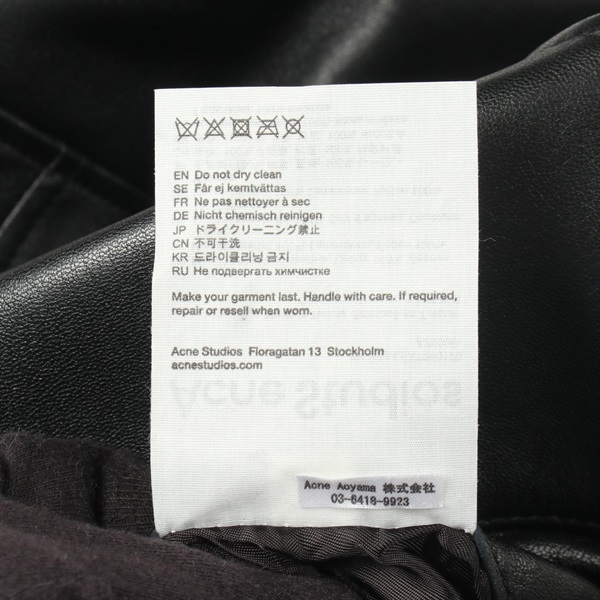 EN Do not dry clean
SE Får ej kemtvättas
FR Ne pas nettoyer à sec
DE Nicht chemisch reinigen
JP ドライクリーニング禁止
CN 不可干洗
KR 드라이클리닝 금지
RU Не подвергать химчистке
Make your garment last. Handle with care. If required,
repair or resell when worn.
Acne Studios Floragatan 13 Stockholm
acnestudios.com
Acne Studios
Acne Aoyama 株式会社
03-6418-9923